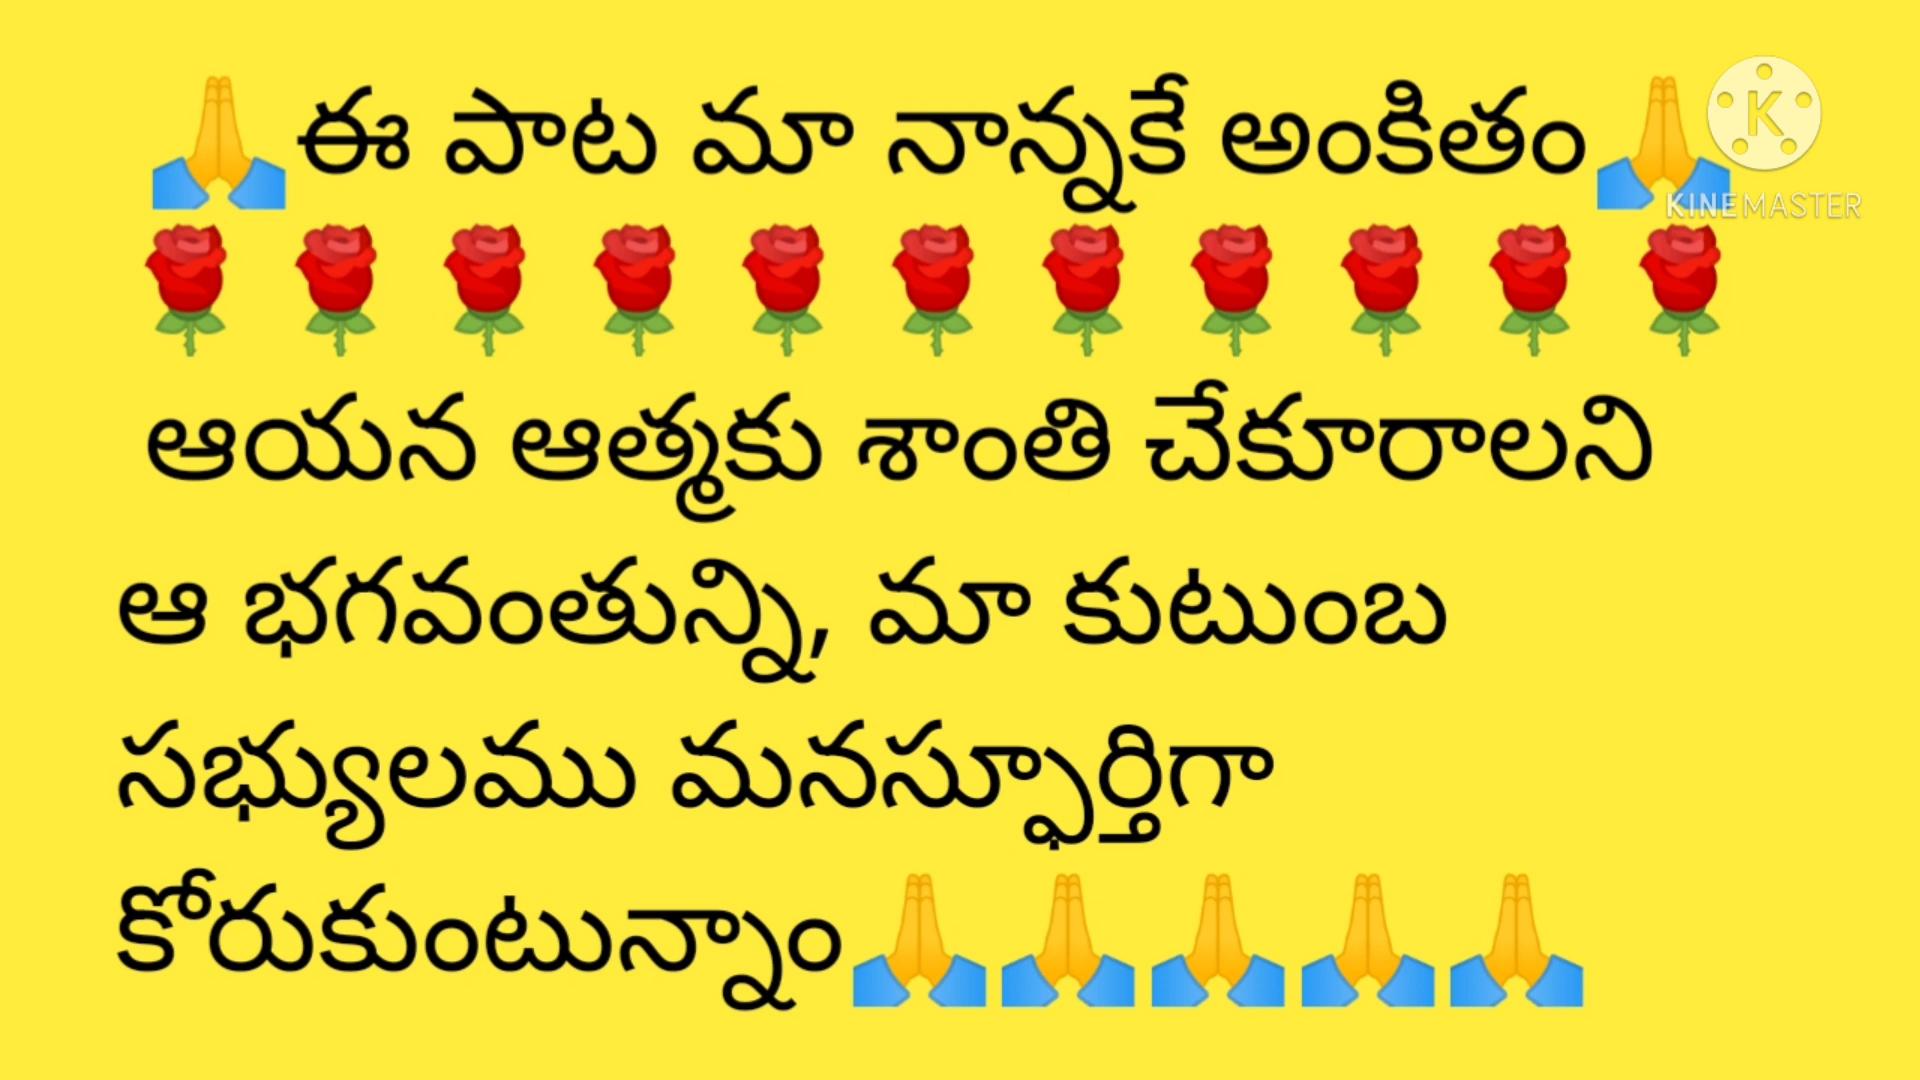 🙏ఈ పాట మా నాన్నకే అంకితం🙏
🌹🌹🌹🌹🌹🌹🌹🌹🌹🌹🌹
ఆయన ఆత్మకు శాంతి చేకూరాలని
ఆ భగవంతున్ని, మా కుటుంబ
సభ్యులము మనస్ఫూర్తిగా
కోరుకుంటున్నాం🙏🙏🙏🙏🙏
K
KINEMASTER